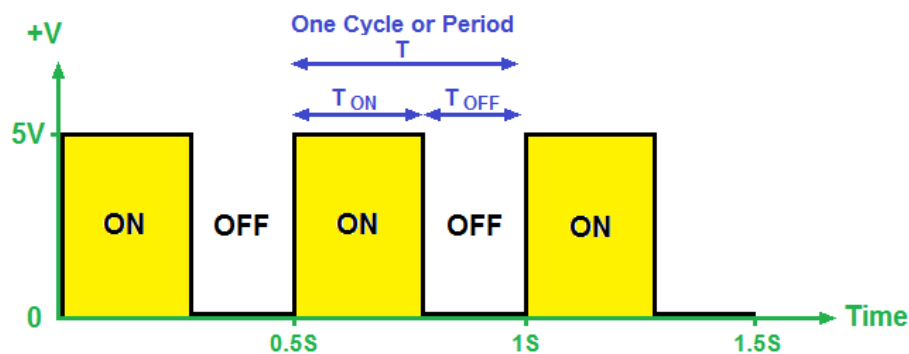 One Cycle or Period
+V
T
T ON
T OFF
5V
ON
OFF
ON
OFF
ON
0
Time
0.5S
1S
1.5S